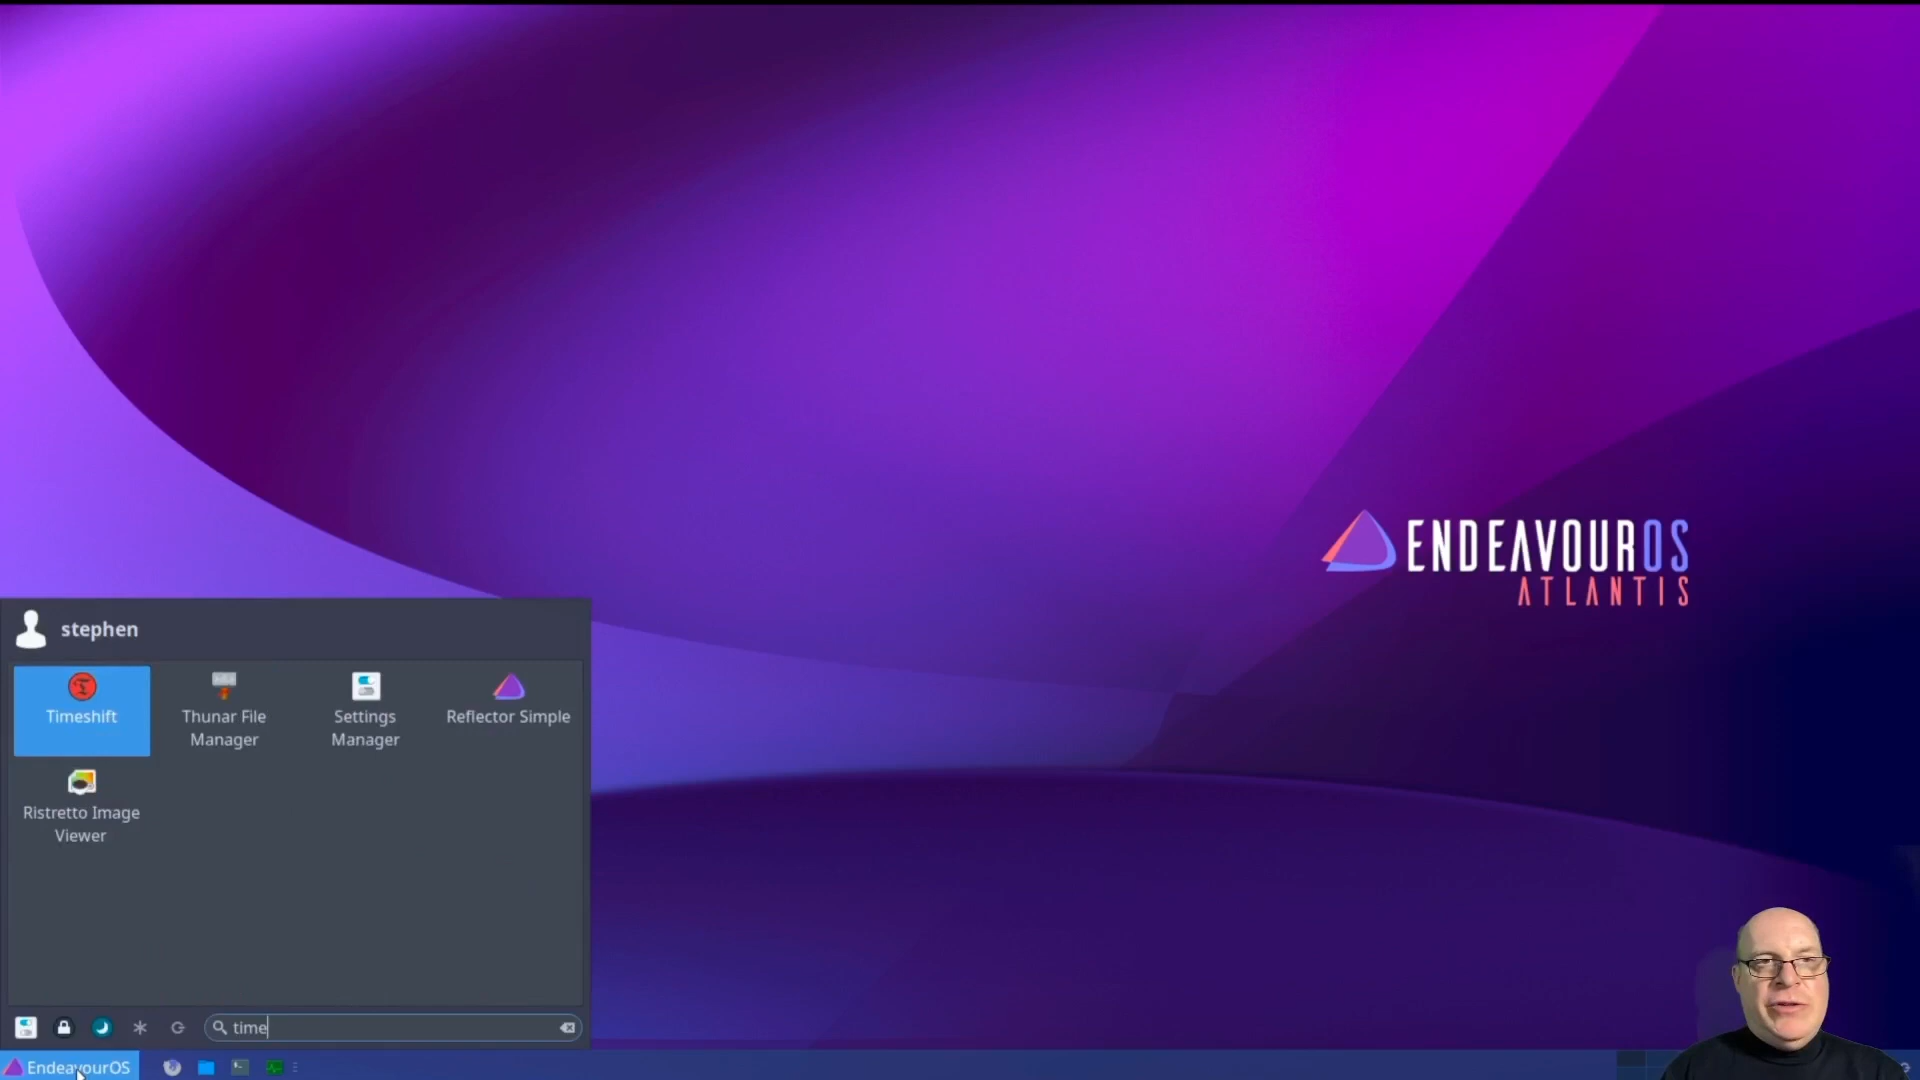 ENDEAVOUROS
ATLANTIS
stephen
Timeshift
Thunar File
Manager
Settings
Manager
Reflector Simple
Ristretto Image
Viewer
time
EndeavourOS